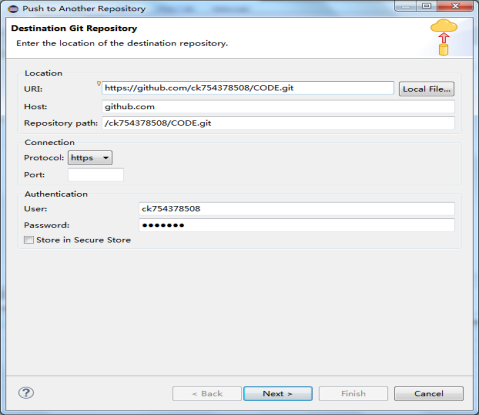 Push to Another Repository
Destination Git Repository
Enter the location of the destination repository.
Location
URI: https://github.com/ck754378508/CODE.git Local File...
Host: github.com
Repository path: /ck754378508/CODE.git
Connection
Protocol: https
Port:
Authentication
User: ck754378508
Password: ●●●●●●●
Store in Secure Store
< Back Next > Finish Cancel